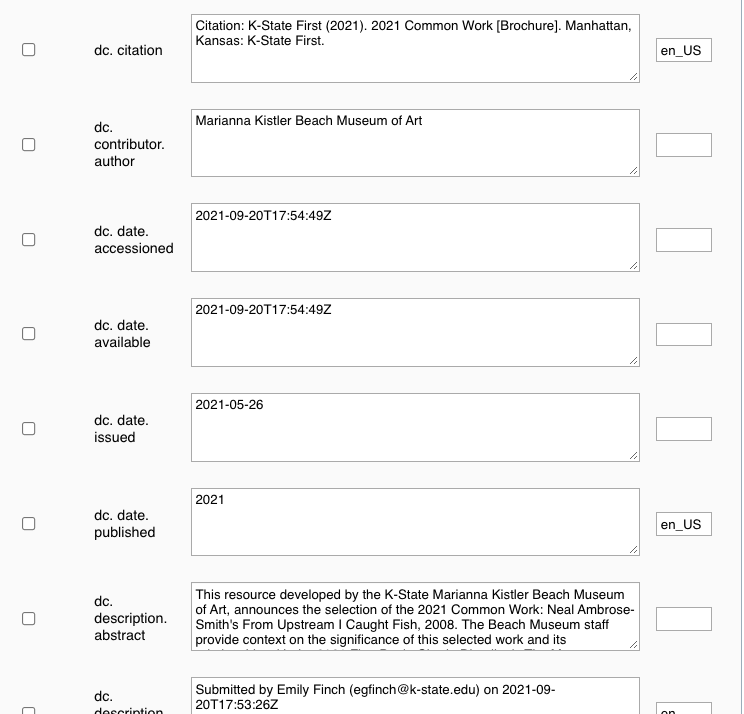 dc. citation
Citation: K-State First (2021). 2021 Common Work [Brochure]. Manhattan,
Kansas: K-State First.
en_US
dc.
contributor.
author
Marianna Kistler Beach Museum of Art
dc. date.
accessioned
2021-09-20T17:54:49Z
dc. date.
available
2021-09-20T17:54:49Z
dc. date.
issued
2021-05-26
dc. date.
published
2021
en_US
dc.
description.
abstract
This resource developed by the K-State Marianna Kistler Beach Museum
of Art, announces the selection of the 2021 Common Work: Neal Ambrose-
Smith's From Upstream I Caught Fish, 2008. The Beach Museum staff
provide context on the significance of this selected work and its
dc.
description
Submitted by Emily Finch (egfinch@k-state.edu) on 2021-09-
20T17:53:26Z
en